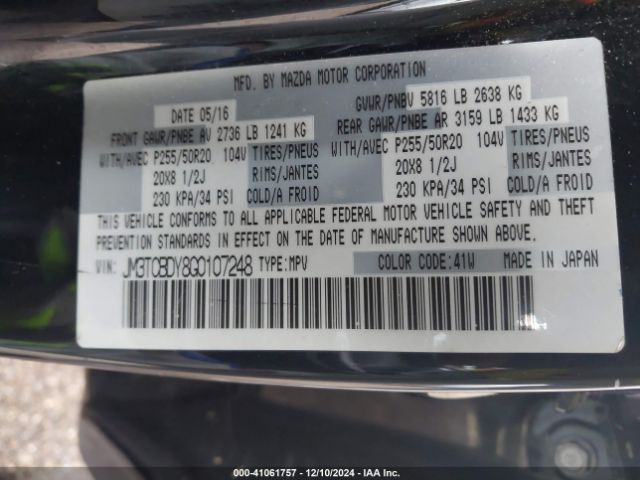 MFD. BY MAZDA MOTOR CORPORATION
DATE 05/16 GVWR/PNBV 5816 LB 2638 KG
FRONT GAWR/PNBE AV 2736 LB 1241 KG REAR GAWR/PNBE AR 3159 LB 1433 KG
WITH/AVEC P255/50R20 104V TIRES/PNEUS WITH/AVEC P255/50R20 104V TIRES/PNEUS
20X8 1/2J RIMS/JANTES 20X8 1/2J RIMS/JANTES
230 KPA/34 PSI COLD/A FROID 230 KPA/34 PSI COLD/A FROID
THIS VEHICLE CONFORMS TO ALL APPLICABLE FEDERAL MOTOR VEHICLE SAFETY AND THEFT
PREVENTION STANDARDS IN EFFECT ON THE DATE OF MANUFACTURE SHOWN ABOVE.
VIN: JM3TCBDY8G0107248 TYPE:MPV COLOR CODE:41W MADE IN JAPAN
000-41061757 - 12/10/2024 - IAA Inc.